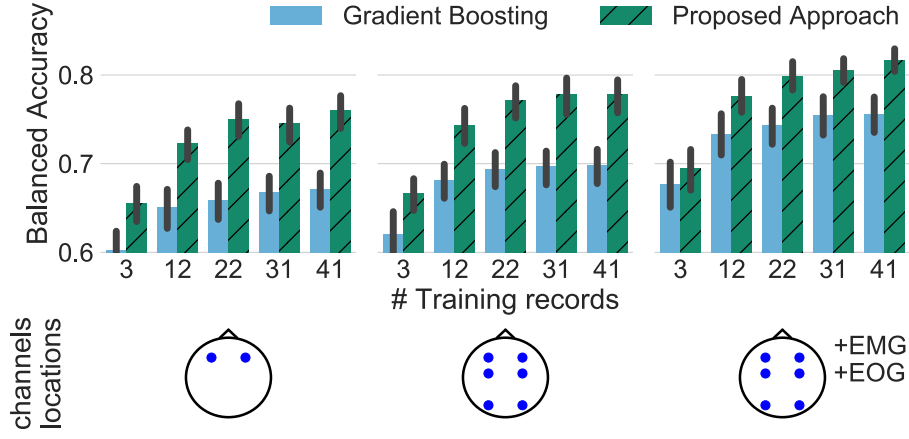 Gradient Boosting Proposed Approach
Balanced Accuracy
0.8
0.7
0.6
3 12 22 31 41 3 12 22 31 41 3 12 22 31 41
# Training records
channels
locations
+EMG
+EOG